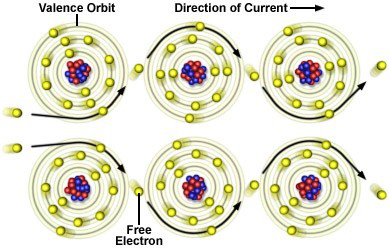 Valence Orbit
Direction of Current
Free
Electron